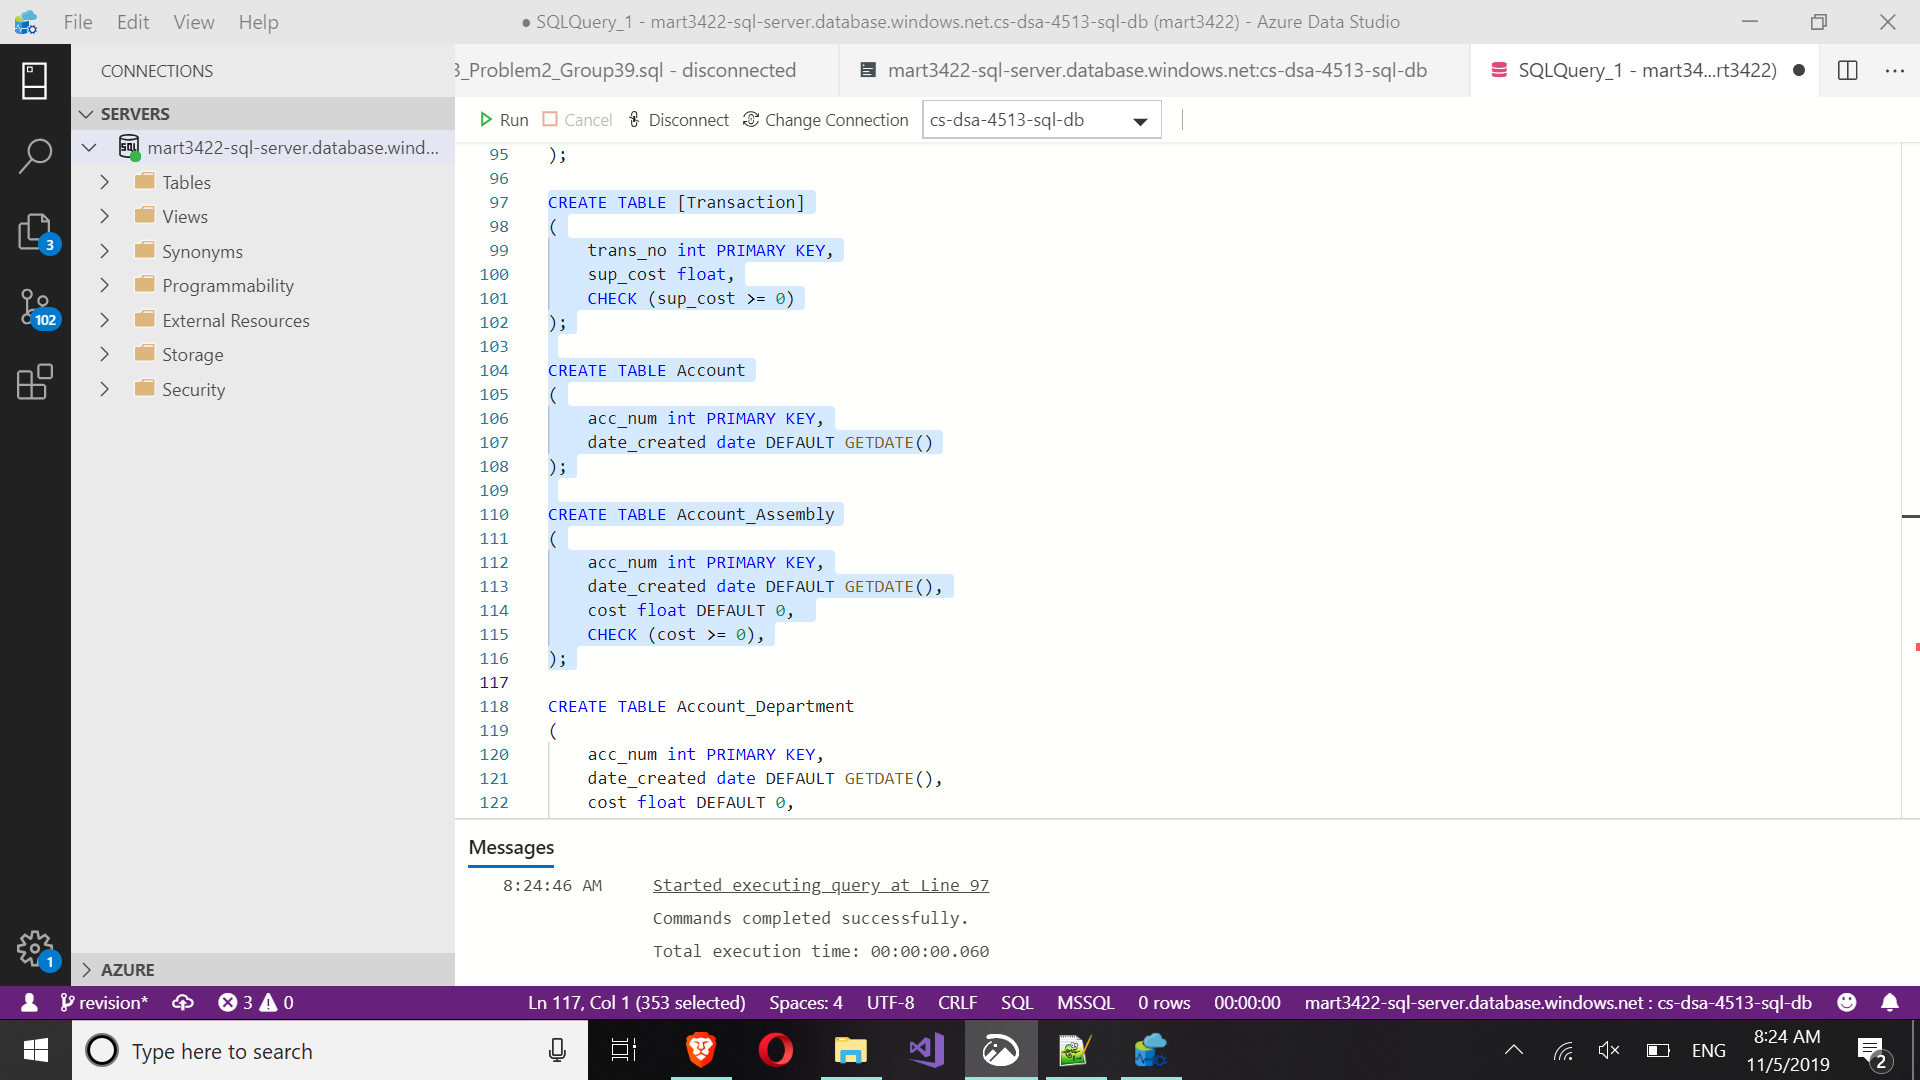 File Edit View Help
● SQLQuery_1 - mart3422-sql-server.database.windows.net.cs-dsa-4513-sql-db (mart3422) - Azure Data Studio
CONNECTIONS
3_Problem2_Group39.sql - disconnected
mart3422-sql-server.database.windows.net:cs-dsa-4513-sql-db
SQLQuery_1 - mart34...rt3422) ●
SERVERS
mart3422-sql-server.database.wind...
Tables
Views
Synonyms
Programmability
External Resources
Storage
Security
AZURE
3
102
1
Run Cancel Disconnect Change Connection cs-dsa-4513-sql-db
95 );
96
97 CREATE TABLE [Transaction]
98 (
99 trans_no int PRIMARY KEY,
100 sup_cost float,
101 CHECK (sup_cost >= 0)
102 );
103
104 CREATE TABLE Account
105 (
106 acc_num int PRIMARY KEY,
107 date_created date DEFAULT GETDATE()
108 );
109
110 CREATE TABLE Account_Assembly
111 (
112 acc_num int PRIMARY KEY,
113 date_created date DEFAULT GETDATE(),
114 cost float DEFAULT 0,
115 CHECK (cost >= 0),
116 );
117
118 CREATE TABLE Account_Department
119 (
120 acc_num int PRIMARY KEY,
121 date_created date DEFAULT GETDATE(),
122 cost float DEFAULT 0,
Messages
8:24:46 AM Started executing query at Line 97
Commands completed successfully.
Total execution time: 00:00:00.060
revision* 3 0 Ln 117, Col 1 (353 selected) Spaces: 4 UTF-8 CRLF SQL MSSQL 0 rows 00:00:00 mart3422-sql-server.database.windows.net : cs-dsa-4513-sql-db
Type here to search
ENG
8:24 AM
11/5/2019
2